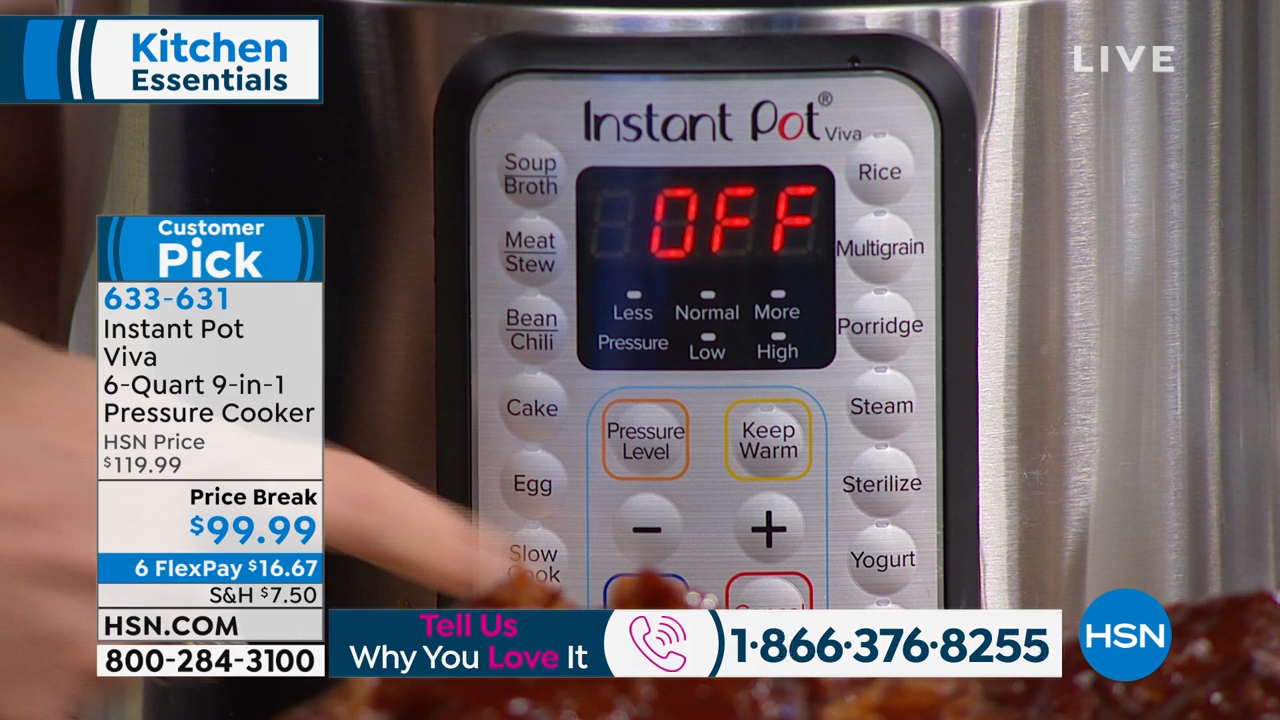 Kitchen
Essentials
LIVE
Instant Pot® Viva
Soup
Broth
Meat
Stew
Bean
Chili
Cake
Egg
Slow
Cook
OFF
Less Normal More
Pressure Low High
Pressure
Level
Keep
Warm
-
+
Cancel
Rice
Multigrain
Porridge
Steam
Sterilize
Yogurt
Customer
Pick
633-631
Instant Pot
Viva
6-Quart 9-in-1
Pressure Cooker
HSN Price
$119.99
Price Break
$99.99
6 FlexPay $16.67
S&H $7.50
HSN.COM
800-284-3100
Tell Us
Why You Love It
1·866·376·8255
HSN